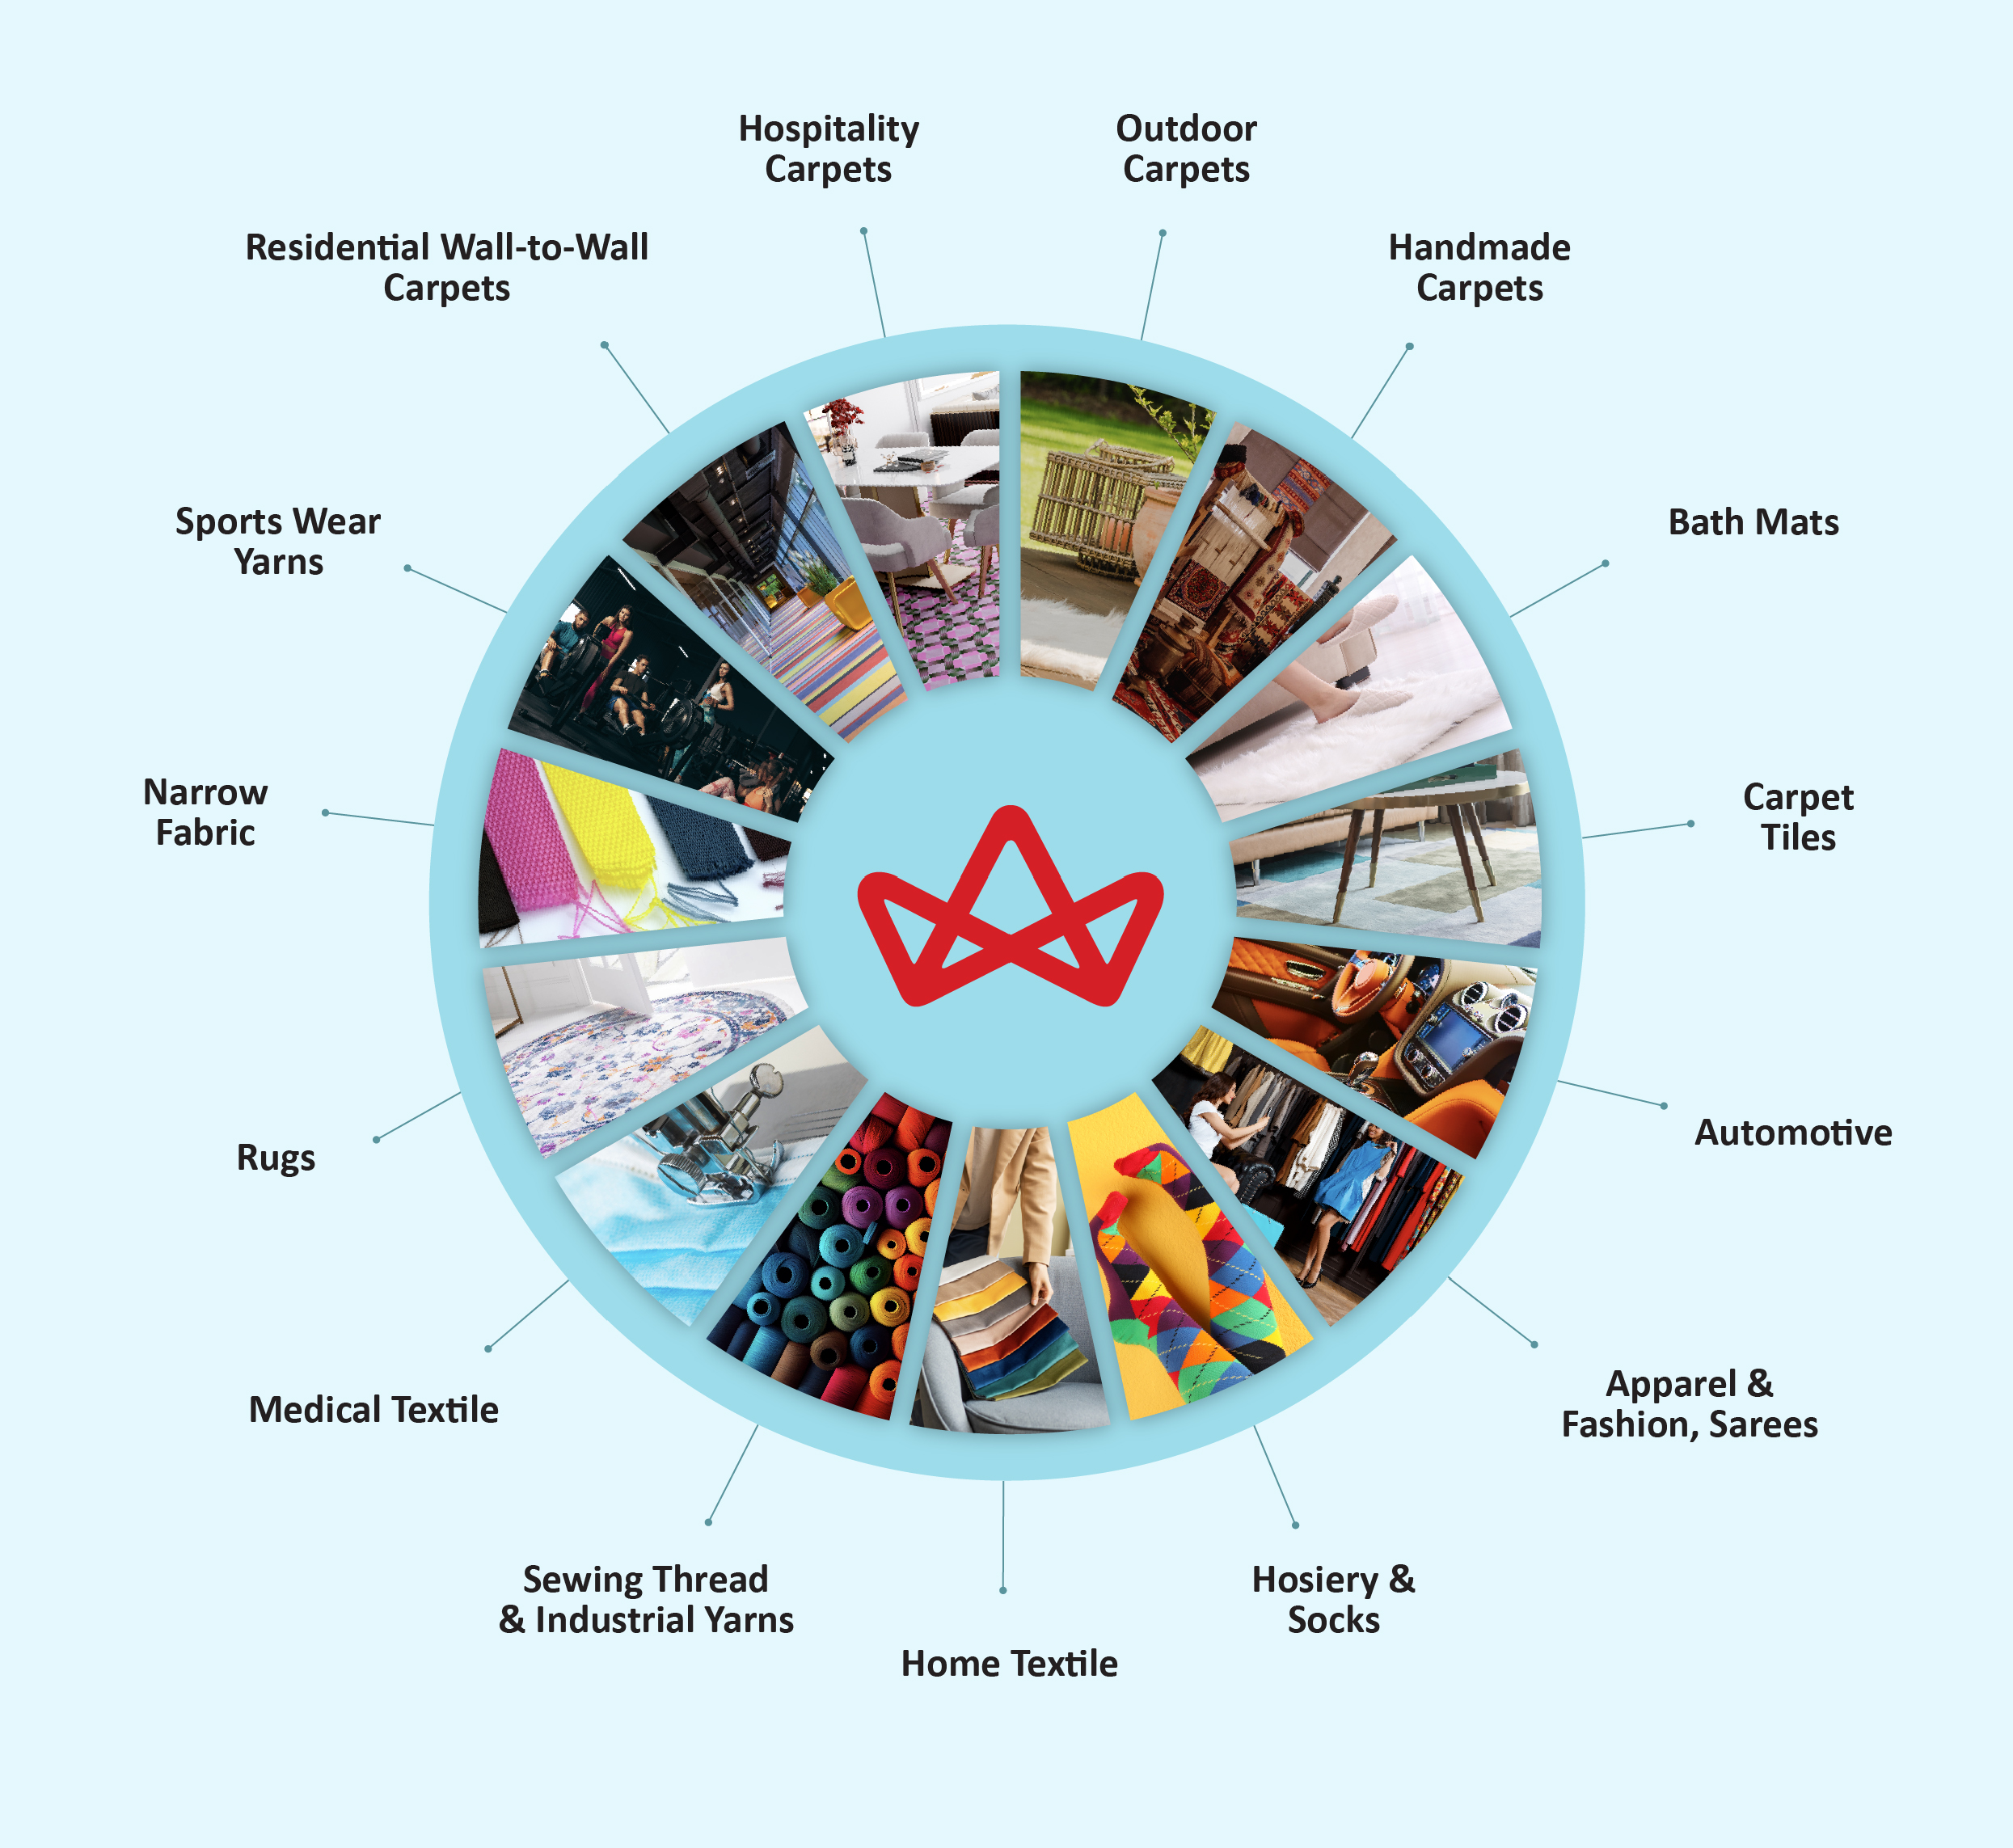 Hospitality
Carpets
Outdoor
Carpets
Handmade
Carpets
Bath Mats
Carpet
Tiles
Automotive
Apparel &
Fashion, Sarees
Hosiery &
Socks
Home Textile
Sewing Thread
& Industrial Yarns
Medical Textile
Rugs
Narrow
Fabric
Sports Wear
Yarns
Residential Wall-to-Wall
Carpets